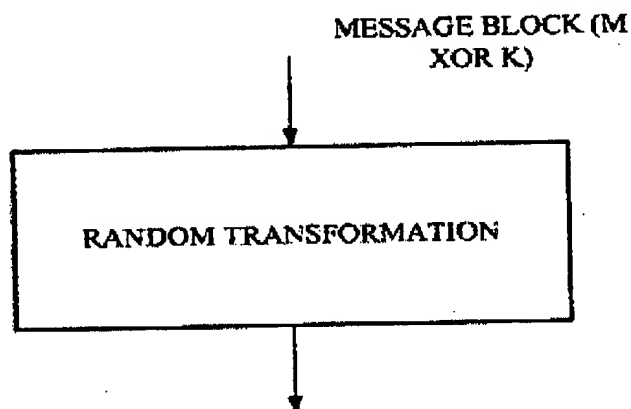 MESSAGE BLOCK (M
XOR K)
RANDOM TRANSFORMATION